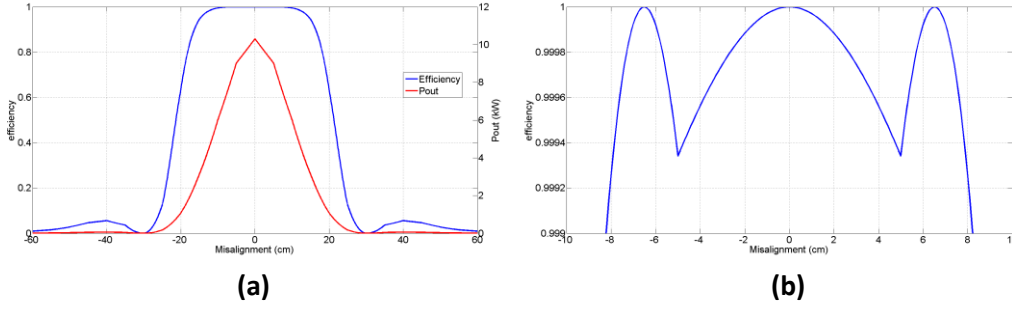 1
0.8
0.6
0.4
0.2
0
efficiency
12
10
8
6
4
2
0
Pout (kW)
Efficiency
Pout
-60 -40 -20 0 20 40 60
Misalignment (cm)
(a)
1
0.9998
0.9996
0.9994
0.9992
0.999
efficiency
-10 -8 -6 -4 -2 0 2 4 6 8 10
Misalignment (cm)
(b)